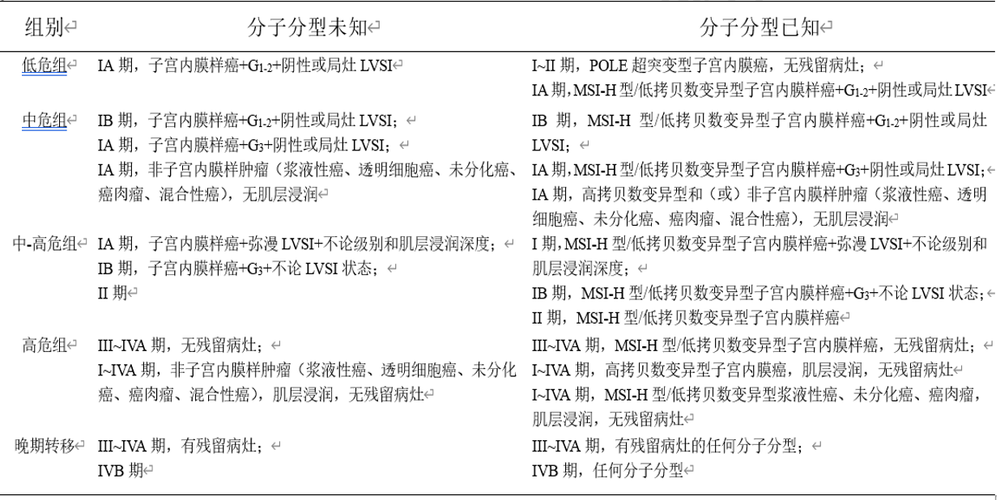 组别 分子分型未知 分子分型已知
低危组 IA 期，子宫内膜样癌+G1-2+阴性或局灶 LVSI I~II 期，POLE 超突变型子宫内膜癌，无残留病灶；
IA 期，MSI-H 型/低拷贝数变异型子宫内膜样癌+G1-2+阴性或局灶 LVSI
中危组 IB 期，子宫内膜样癌+G1-2+阴性或局灶 LVSI； IB 期，MSI-H 型/低拷贝数变异型子宫内膜样癌+G1-2+阴性或局灶
IA 期，子宫内膜样癌+G3+阴性或局灶 LVSI； LVSI；
IA 期，非子宫内膜样肿瘤（浆液性癌、透明细胞癌、未分化癌、 IA 期，MSI-H 型/低拷贝数变异型子宫内膜样癌+G3+阴性或局灶 LVSI；
癌肉瘤、混合性癌），无肌层浸润 IA 期，高拷贝数变异型和（或）非子宫内膜样肿瘤（浆液性癌、透明
细胞癌、未分化癌、癌肉瘤、混合性癌），无肌层浸润
中-高危组 IA 期，子宫内膜样癌+弥漫 LVSI+不论级别和肌层浸润深度； I 期，MSI-H 型/低拷贝数变异型子宫内膜样癌+弥漫 LVSI+不论级别和
IB 期，子宫内膜样癌+G3+不论 LVSI 状态； 肌层浸润深度；
II 期 IB 期，MSI-H 型/低拷贝数变异型子宫内膜样癌+G3+不论 LVSI 状态；
II 期，MSI-H 型/低拷贝数变异型子宫内膜样癌
高危组 III~IVA 期，无残留病灶； III~IVA 期，MSI-H 型/低拷贝数变异型子宫内膜样癌，无残留病灶；
I~IVA 期，非子宫内膜样肿瘤（浆液性癌、透明细胞癌、未分化 I~IVA 期，高拷贝数变异型子宫内膜癌，肌层浸润，无残留病灶
癌、癌肉瘤、混合性癌），肌层浸润，无残留病灶 I~IVA 期，MSI-H 型/低拷贝数变异型浆液性癌、未分化癌、癌肉瘤，
肌层浸润，无残留病灶
晚期转移 III~IVA 期，有残留病灶； III~IVA 期，有残留病灶的任何分子分型；
IVB 期 IVB 期，任何分子分型